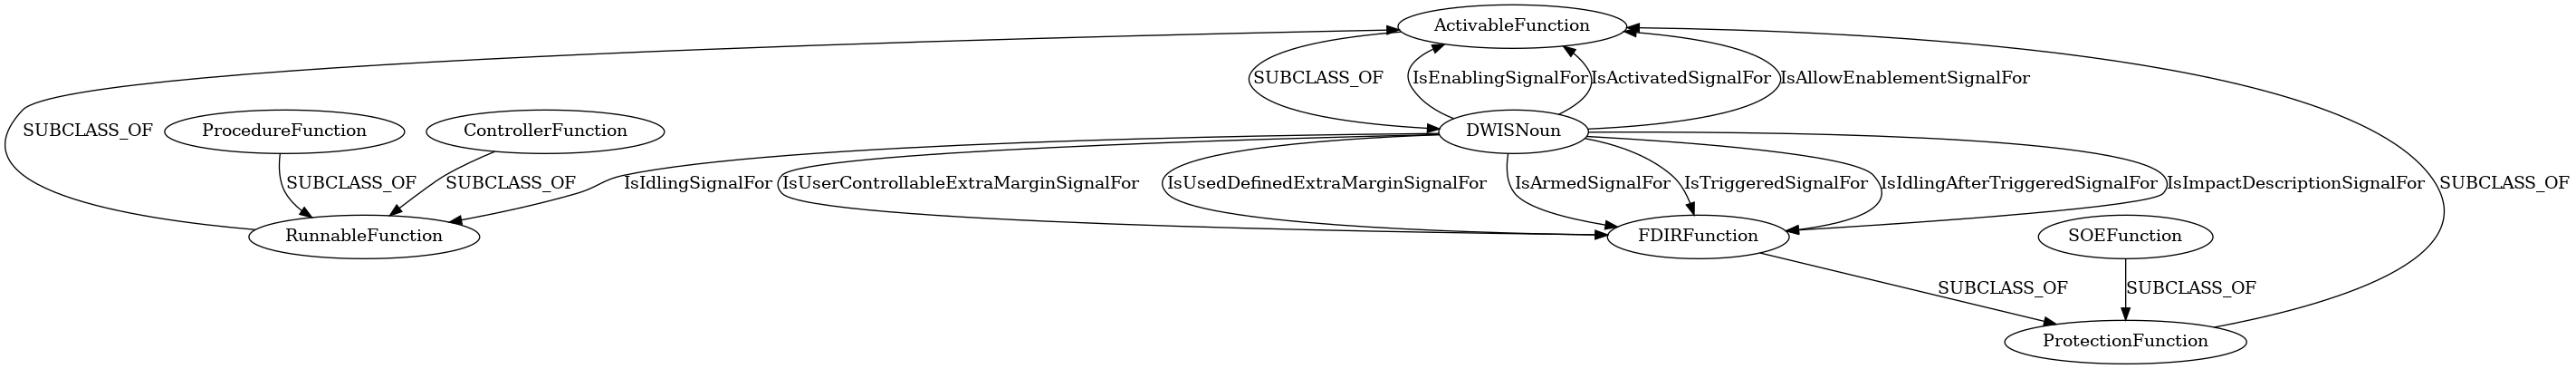 ActivableFunction
SUBCLASS_OF
IsEnablingSignalFor
IsActivatedSignalFor
IsAllowEnablementSignalFor
SUBCLASS_OF
ProcedureFunction
ControllerFunction
DWISNoun
SUBCLASS_OF
SUBCLASS_OF
IsIdlingSignalFor
IsUserControllableExtraMarginSignalFor
IsUsedDefinedExtraMarginSignalFor
IsArmedSignalFor
IsTriggeredSignalFor
IsIdlingAfterTriggeredSignalFor
IsImpactDescriptionSignalFor
SUBCLASS_OF
RunnableFunction
FDIRFunction
SOEFunction
SUBCLASS_OF
SUBCLASS_OF
ProtectionFunction